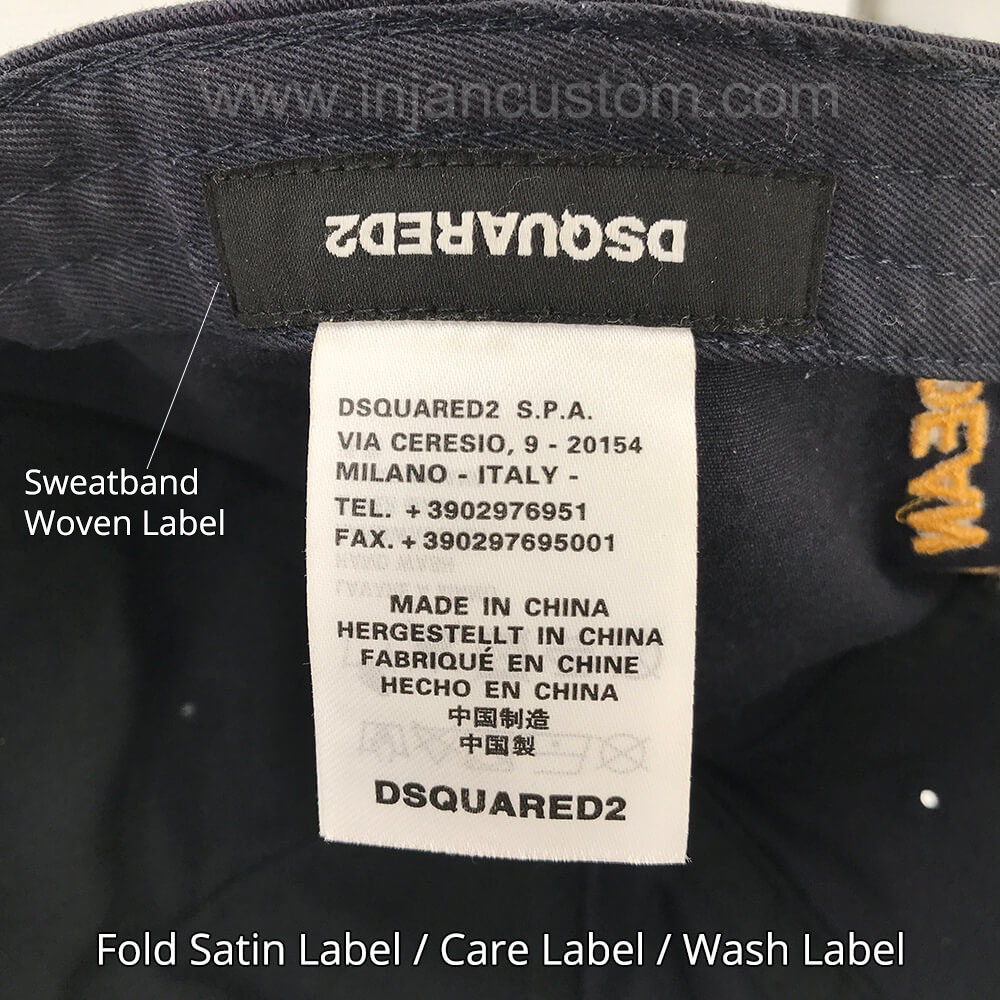 www.injancustom.com
DSQUARED2
DSQUARED2 S.P.A.
VIA CERESIO, 9 - 20154
MILANO - ITALY -
TEL. +3902976951
FAX. +390297695001
MADE IN CHINA
HERGESTELLT IN CHINA
FABRIQUÉ EN CHINE
HECHO EN CHINA
中国制造
中国製
DSQUARED2
Sweatband
Woven Label
Fold Satin Label / Care Label / Wash Label